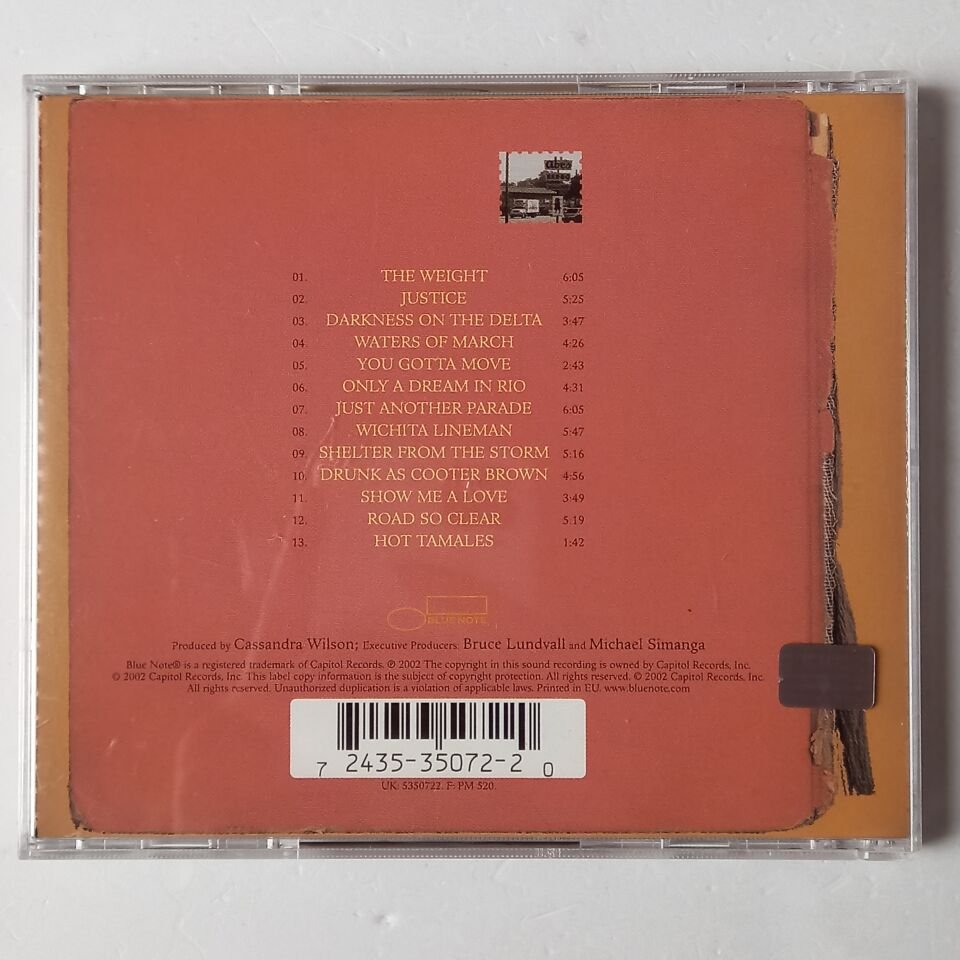 Abe's
01. THE WEIGHT 6:05
02. JUSTICE 5:25
03. DARKNESS ON THE DELTA 3:47
04. WATERS OF MARCH 4:26
05. YOU GOTTA MOVE 2:43
06. ONLY A DREAM IN RIO 4:31
07. JUST ANOTHER PARADE 6:05
08. WICHITA LINEMAN 5:47
09. SHELTER FROM THE STORM 5:16
10. DRUNK AS COOTER BROWN 4:56
11. SHOW ME A LOVE 3:49
12. ROAD SO CLEAR 5:19
13. HOT TAMALES 1:42
BLUE NOTE
Produced by Cassandra Wilson; Executive Producers: Bruce Lundvall and Michael Simanga
Blue Note® is a registered trademark of Capitol Records. ℗ 2002 The copyright in this sound recording is owned by Capitol Records, Inc.
© 2002 Capitol Records, Inc. This label copy information is the subject of copyright protection. All rights reserved. © 2002 Capitol Records, Inc.
All rights reserved. Unauthorized duplication is a violation of applicable laws. Printed in EU. www.bluenote.com
7 2435-35072-2 0
UK: 5350722. F: PM 520.